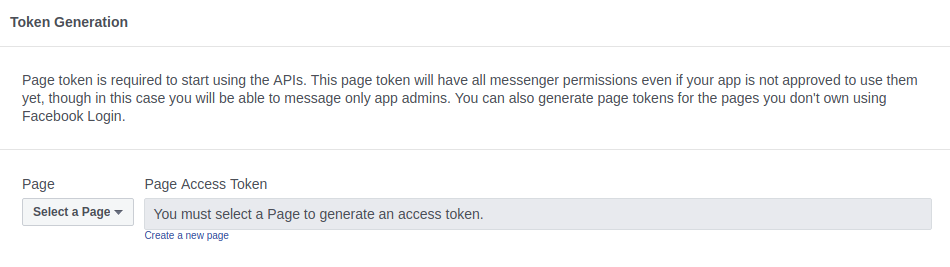 Token Generation
Page token is required to start using the APIs. This page token will have all messenger permissions even if your app is not approved to use them
yet, though in this case you will be able to message only app admins. You can also generate page tokens for the pages you don't own using
Facebook Login.
Page
Page Access Token
Select a Page
You must select a Page to generate an access token.
Create a new page